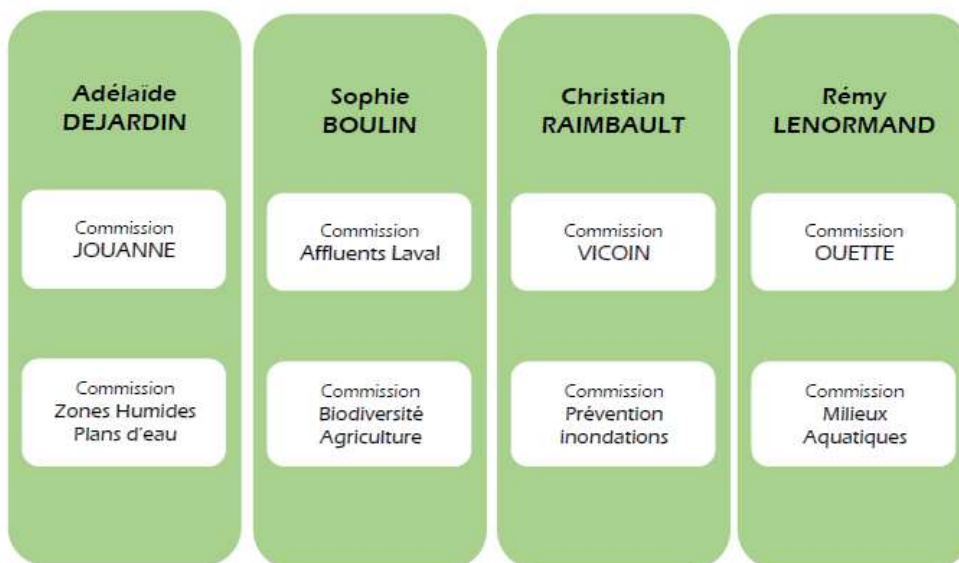 Adélaïde
DEJARDIN
Commission
JOUANNE
Commission
Zones Humides
Plans d'eau
Sophie
BOULIN
Commission
Affluents Laval
Commission
Biodiversité
Agriculture
Christian
RAIMBAULT
Commission
VICOIN
Commission
Prévention
inondations
Rémy
LENORMAND
Commission
OUETTE
Commission
Milieux
Aquatiques